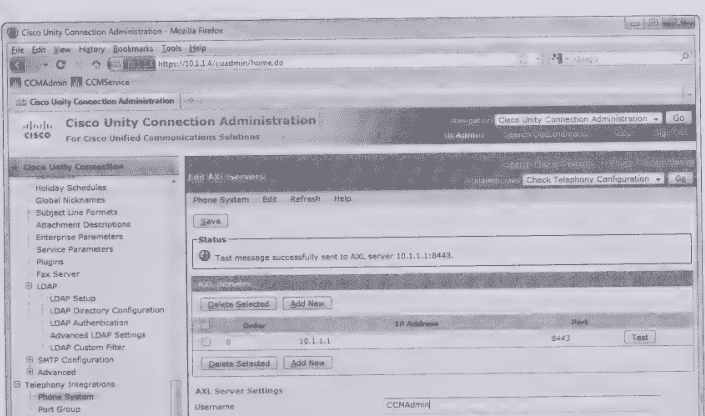 Cisco Unity Connection Administration - Mozilla Firefox
File Edit View History Bookmarks Tools Help
https://10.1.1.4/cuadmin/home.do
Google
CCMAdmin CCMService
Cisco Unity Connection Administration
CISCO
Cisco Unity Connection Administration
For Cisco Unified Communications Solutions
Navigation Cisco Unity Connection Administration Go
Search Documentation About Sign Out
Cisco Unity Connection
Holiday Schedules
Global Nicknames
Subject Line Formats
Attachment Descriptions
Enterprise Parameters
Service Parameters
Plugins
Fax Server
LDAP
LDAP Setup
LDAP Directory Configuration
LDAP Authentication
Advanced LDAP Settings
LDAP Custom Filter
SMTP Configuration
Advanced
Telephony Integrations
Phone System
Port Group
Edit AXL Servers
Check Telephony Configuration Go
Phone System Edit Refresh Help
Save
Status
Test message successfully sent to AXL server 10.1.1.1:8443.
AXL Servers
Delete Selected Add New
Order IP Address Port
0 10.1.1.1 8443 Test
Delete Selected Add New
AXL Server Settings
Username CCMAdmin